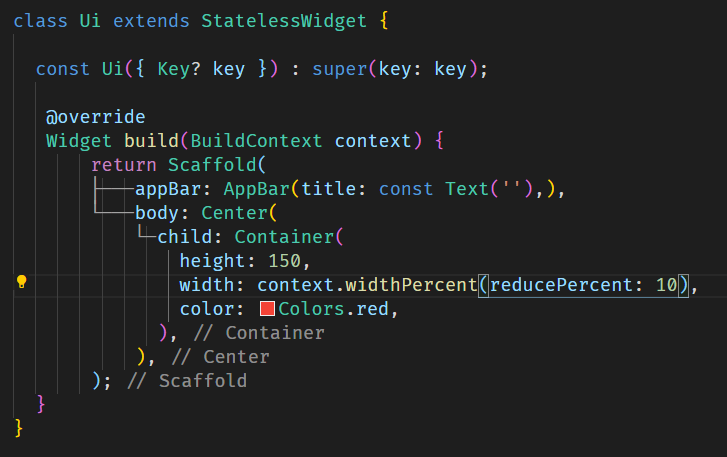 class Ui extends StatelessWidget {
const Ui({ Key? key }) : super(key: key);
@override
Widget build(BuildContext context) {
return Scaffold(
appBar: AppBar(title: const Text(''),),
body: Center(
child: Container(
height: 150,
width: context.widthPercent(reducePercent: 10),
color: Colors.red,
), // Container
), // Center
); // Scaffold
}
}